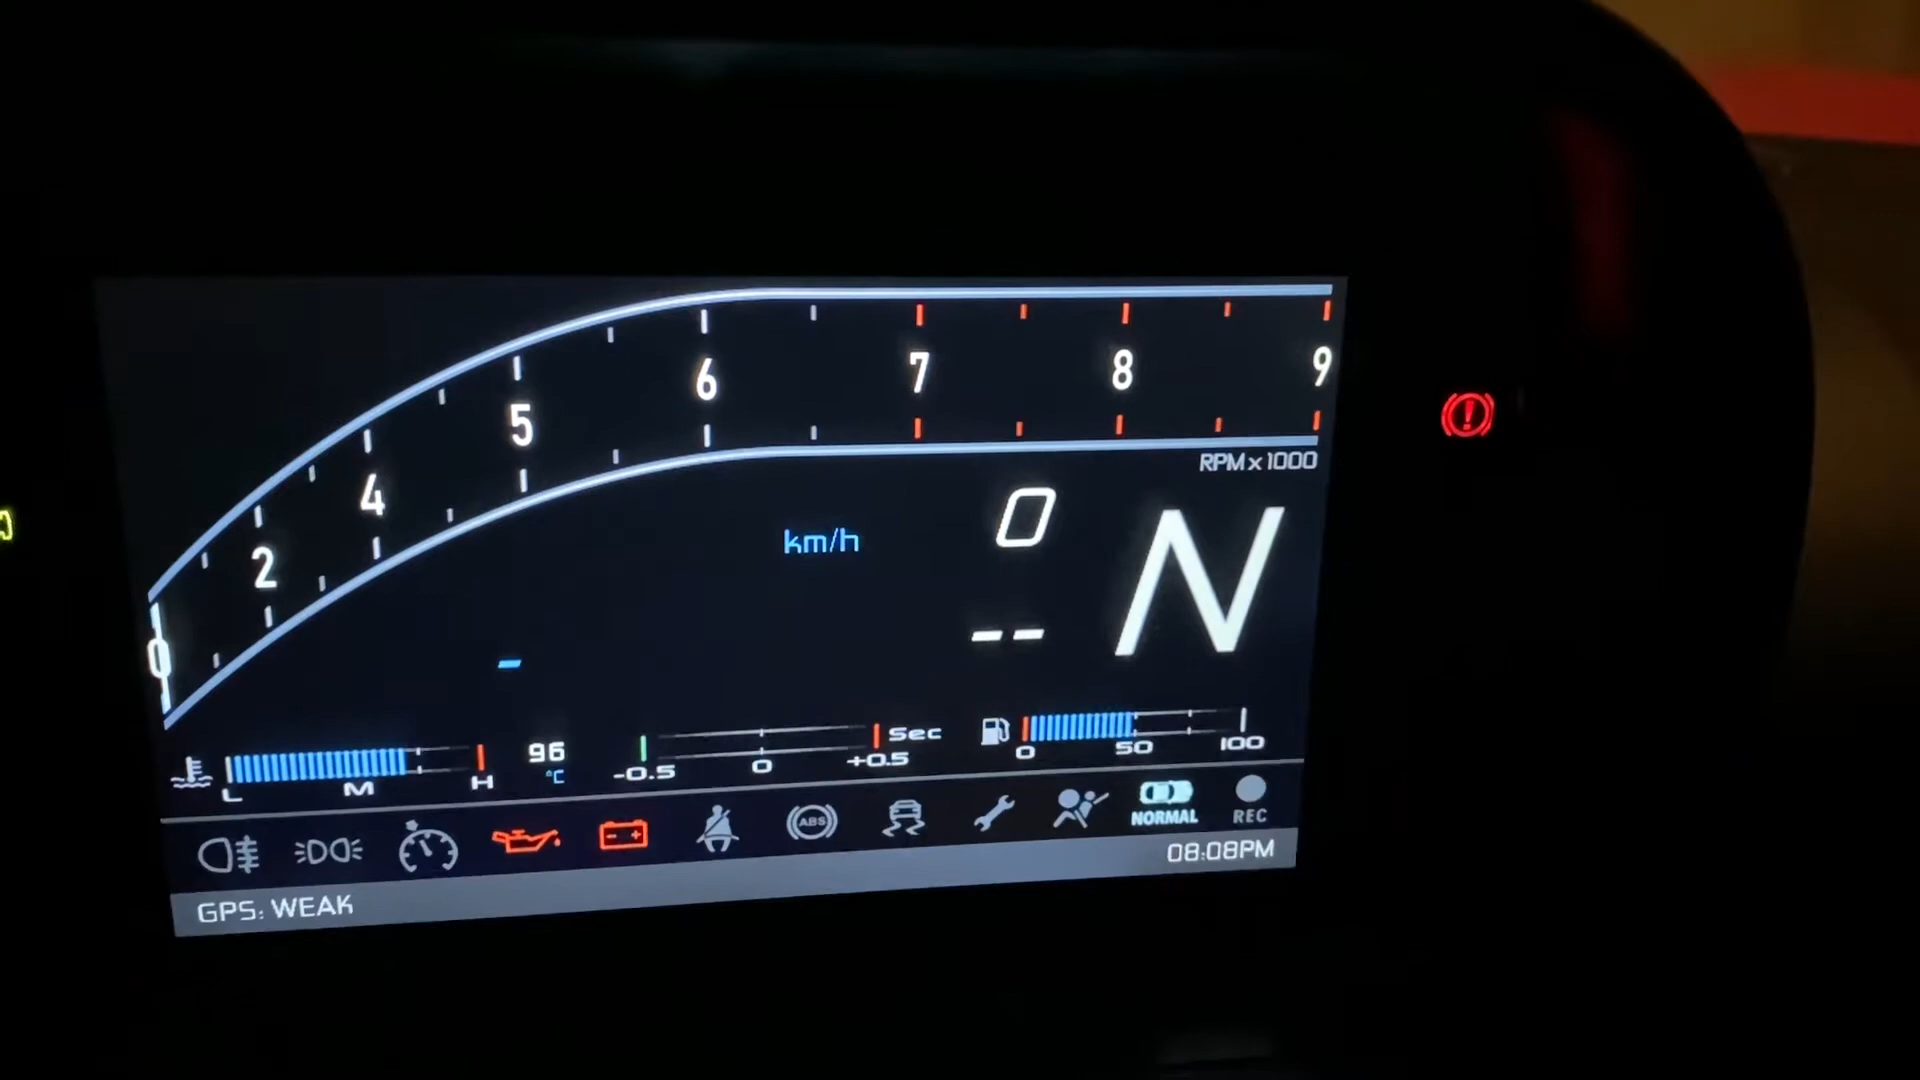 0 2 4 5 6 7 8 9
RPM x 1000
0
km/h
N
--
-
L M H
96
°C
-0.5 0 +0.5
Sec
0 50 100
ABS
NORMAL
REC
08:08PM
GPS: WEAK